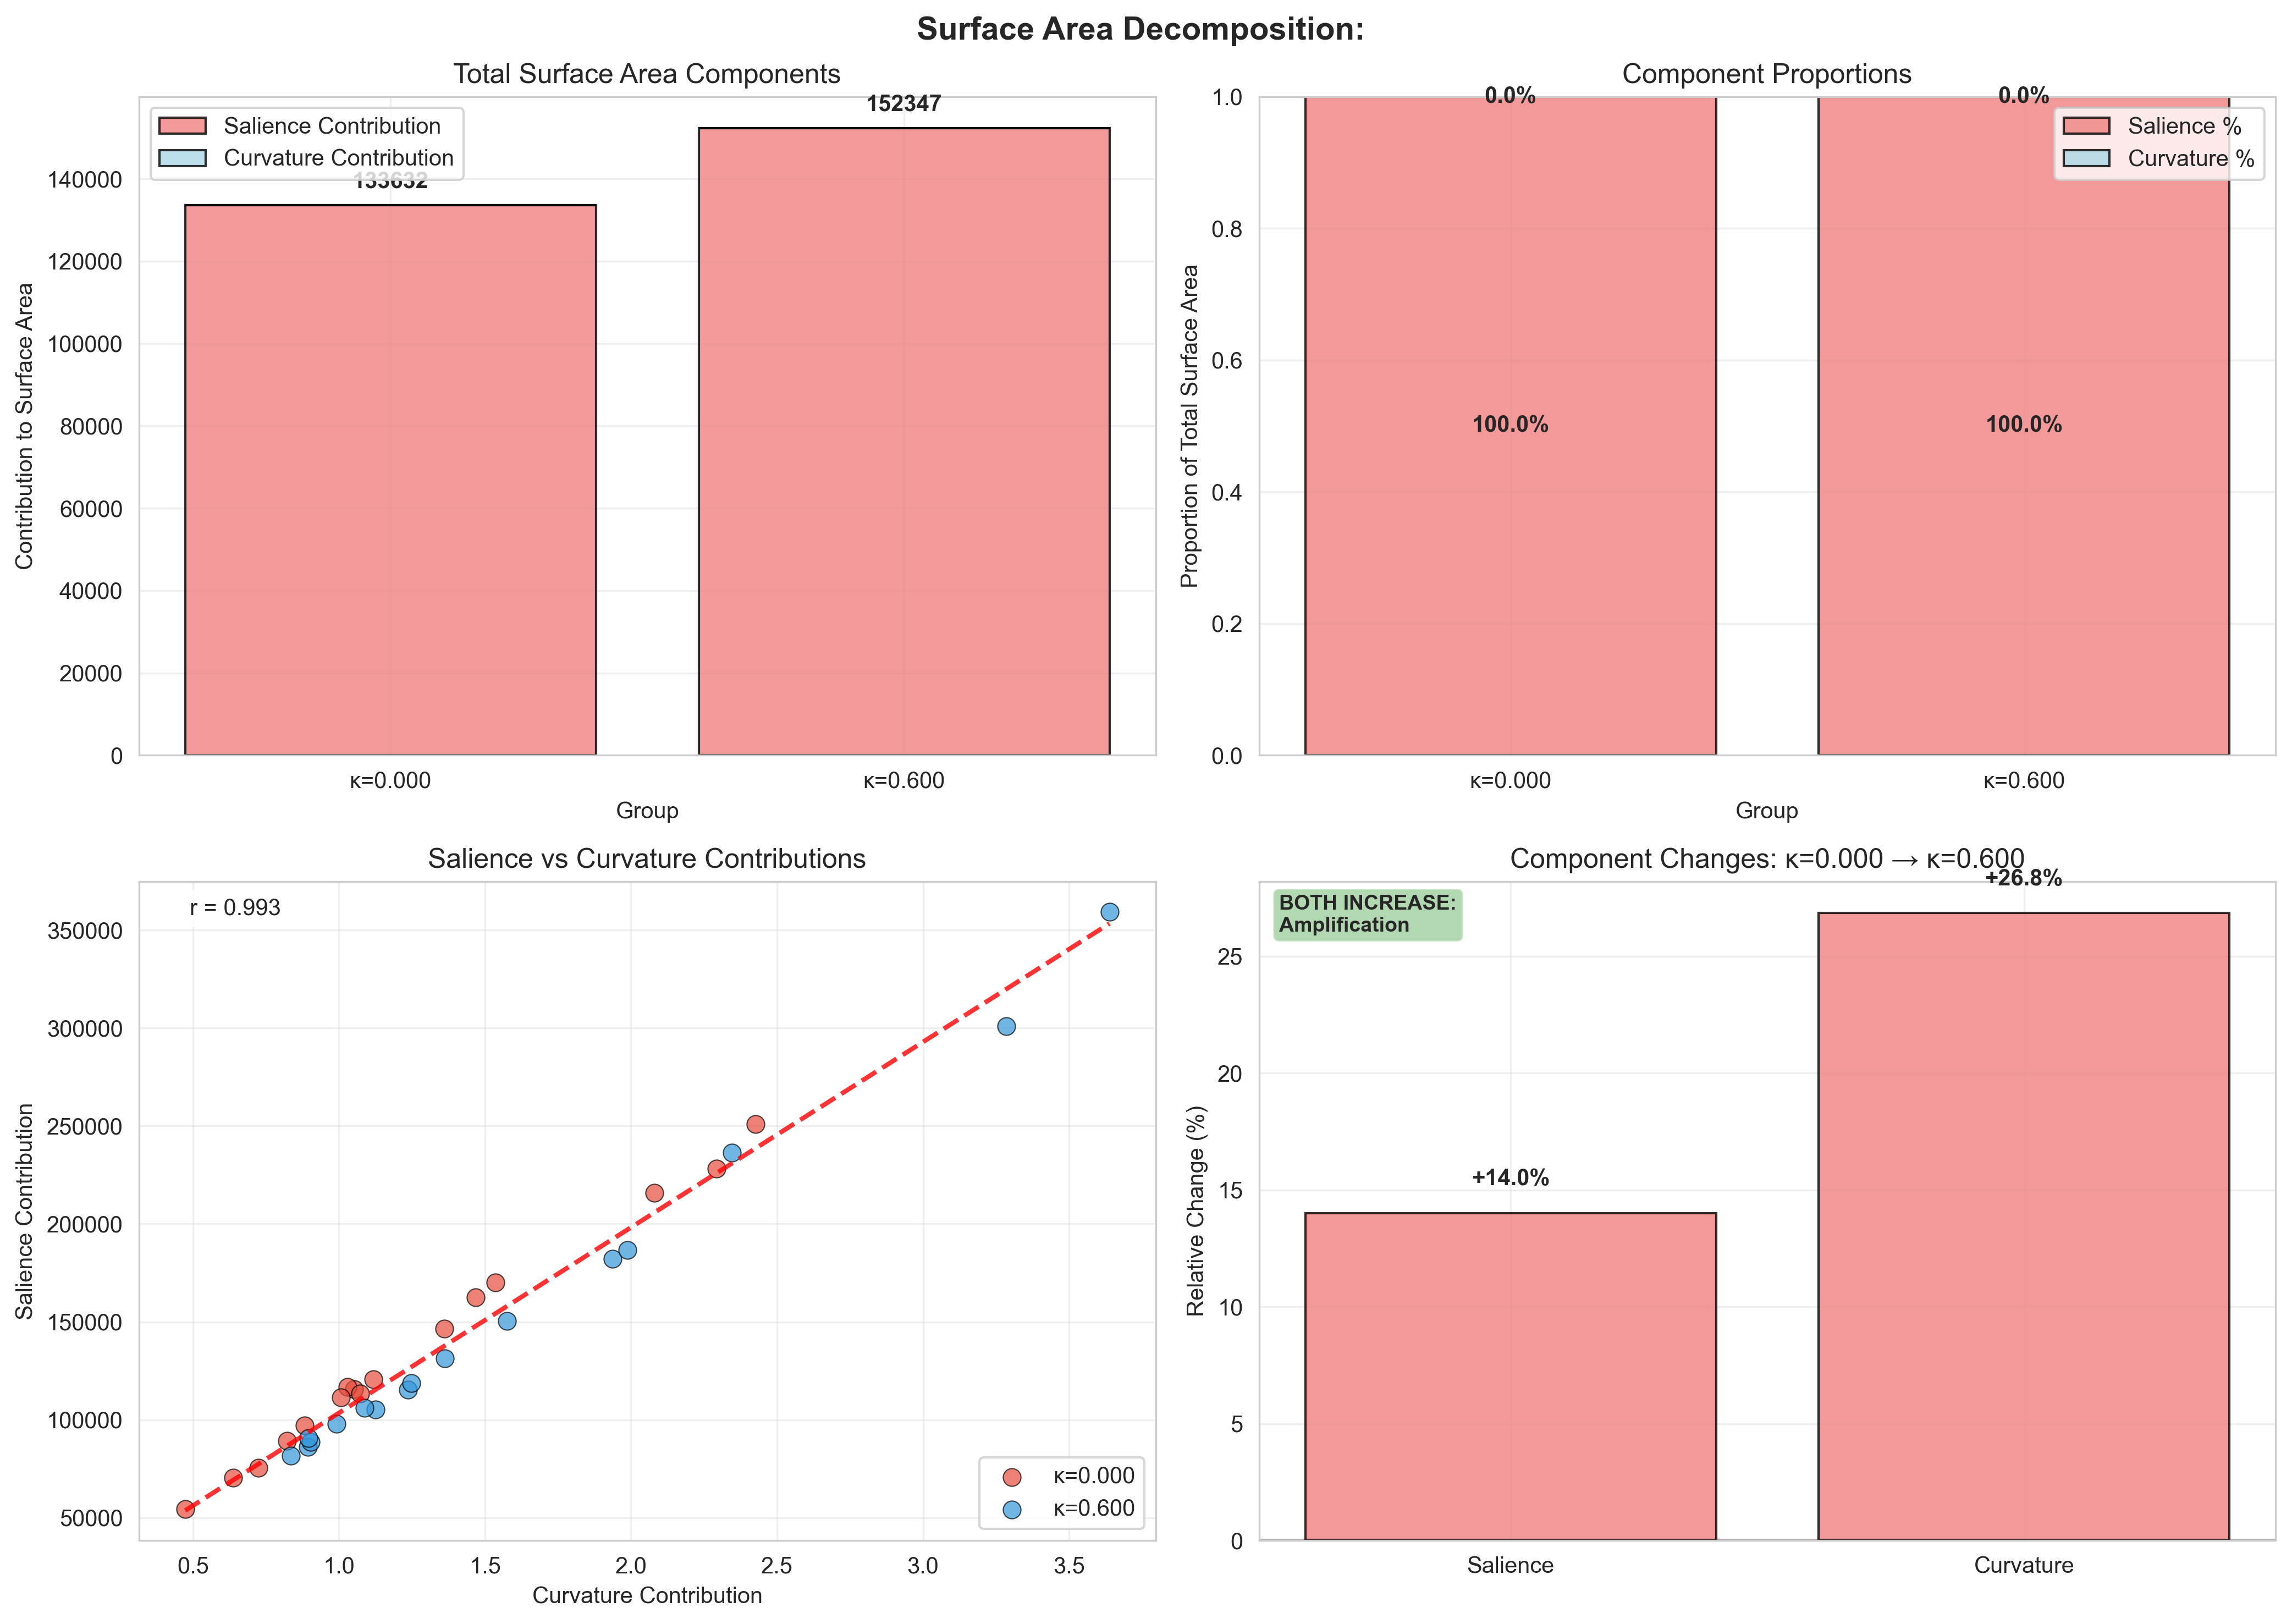 Surface Area Decomposition:
Total Surface Area Components
Salience Contribution
Curvature Contribution
133632
152347
140000
120000
100000
80000
60000
40000
20000
0
Contribution to Surface Area
κ=0.000
κ=0.600
Group
Component Proportions
0.0%
0.0%
Salience %
Curvature %
100.0%
100.0%
1.0
0.8
0.6
0.4
0.2
0.0
Proportion of Total Surface Area
κ=0.000
κ=0.600
Group
Salience vs Curvature Contributions
r = 0.993
350000
300000
250000
200000
150000
100000
50000
Salience Contribution
κ=0.000
κ=0.600
0.5
1.0
1.5
2.0
2.5
3.0
3.5
Curvature Contribution
Component Changes: κ=0.000 → κ=0.600
+26.8%
BOTH INCREASE:
Amplification
+14.0%
25
20
15
10
5
0
Relative Change (%)
Salience
Curvature